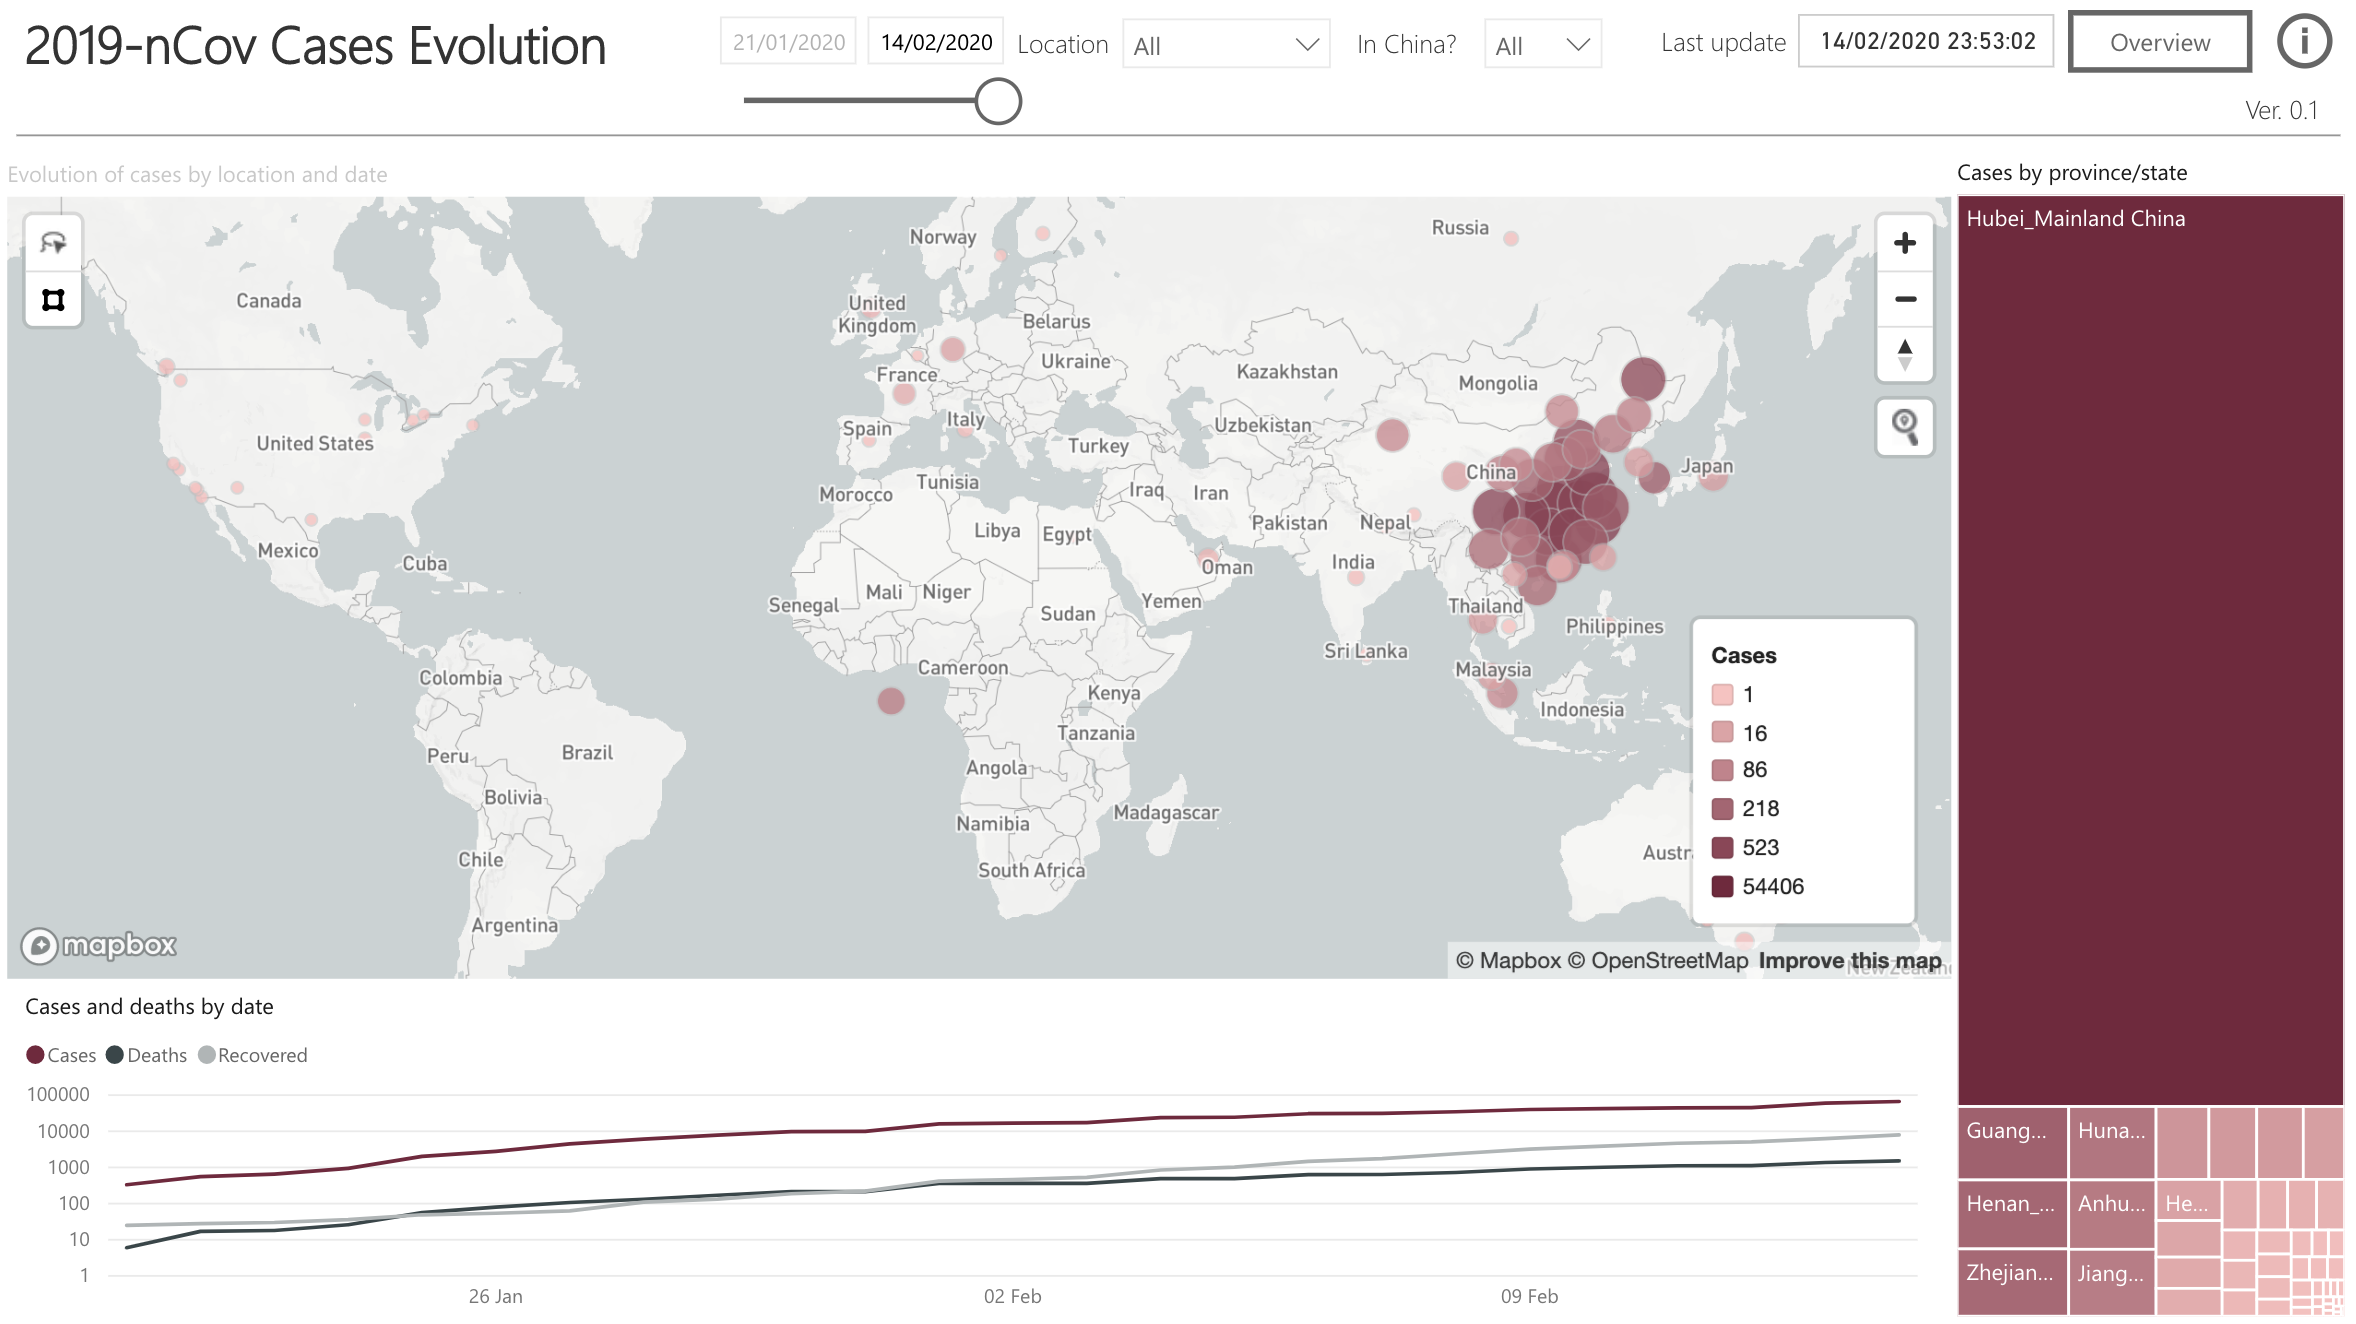 2019-nCov Cases Evolution
21/01/2020
14/02/2020
Location
All
In China?
All
Last update
14/02/2020 23:53:02
Overview
i
Ver. 0.1
Evolution of cases by location and date
Cases by province/state
Norway
Russia
Canada
United
Kingdom
Belarus
Ukraine
France
Kazakhstan
Mongolia
Italy
Spain
Uzbekistan
United States
Turkey
China
Japan
Tunisia
Morocco
Iraq
Iran
Pakistan
Nepal
Libya
Egypt
Mexico
Cuba
Oman
India
Mali
Niger
Senegal
Sudan
Yemen
Thailand
Philippines
Sri Lanka
Cameroon
Malaysia
Colombia
Kenya
Indonesia
Tanzania
Peru
Brazil
Angola
Bolivia
Madagascar
Namibia
Chile
South Africa
Austr
Argentina
Cases
1
16
86
218
523
54406
mapbox
© Mapbox © OpenStreetMap Improve this map
New Zealand
Hubei_Mainland China
Guang...
Huna...
Henan_...
Anhu...
He...
Zhejian...
Jiang...
Cases and deaths by date
Cases Deaths Recovered
100000
10000
1000
100
10
1
26 Jan
02 Feb
09 Feb